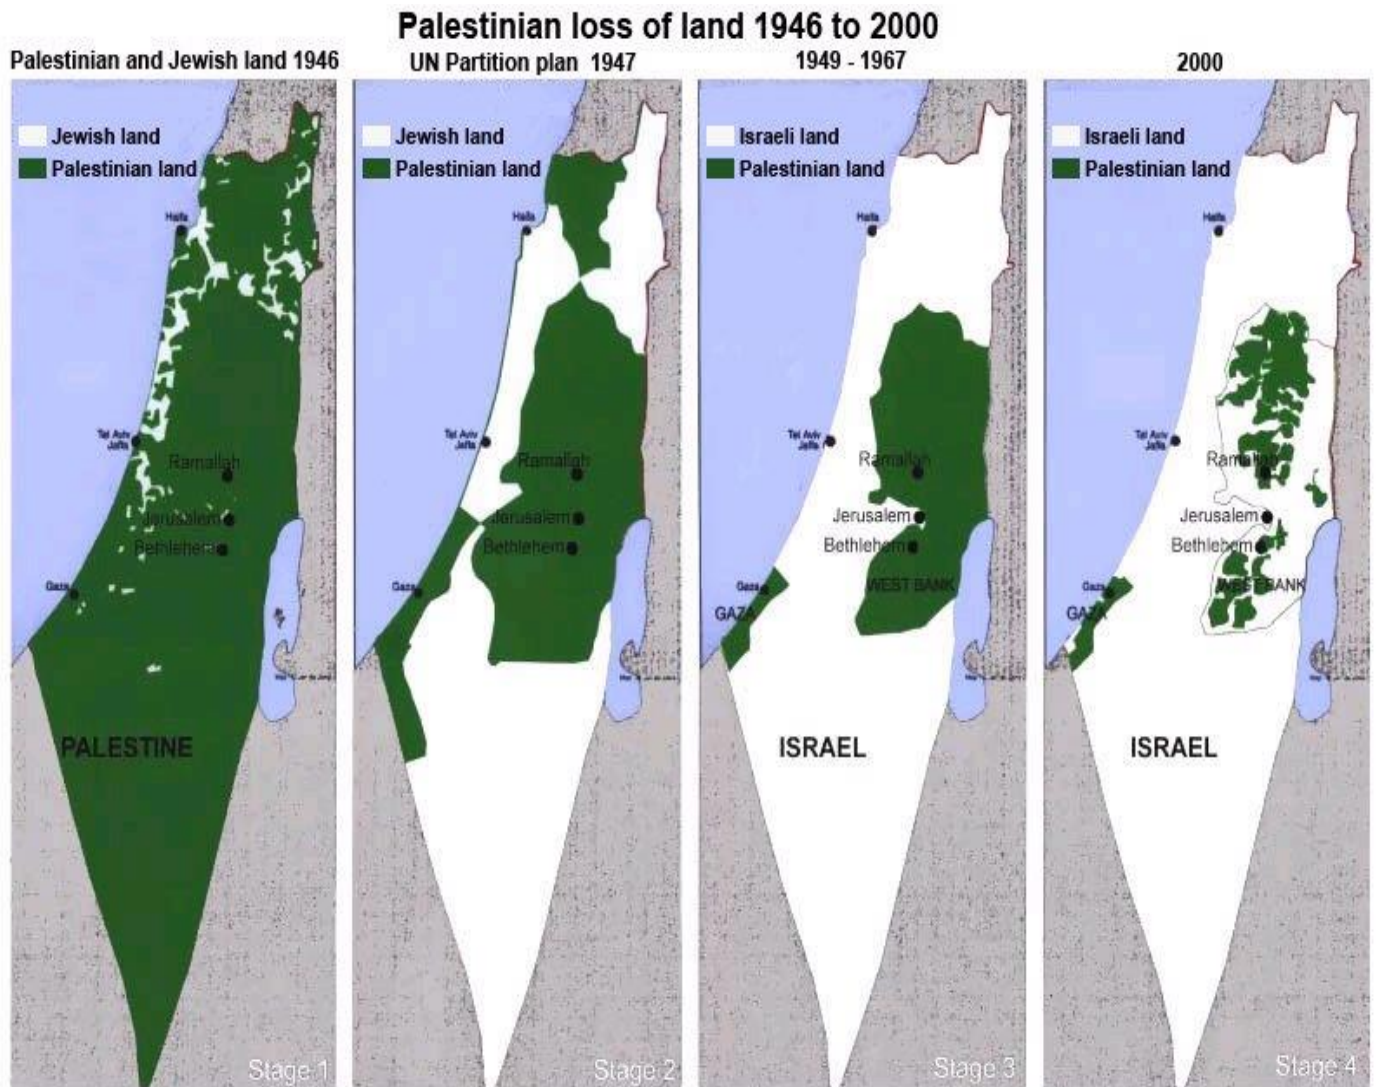 Palestinian loss of land 1946 to 2000
Palestinian and Jewish land 1946
Jewish land
Palestinian land
Haifa
Tel Aviv
Jaffa
Ramallah
Jerusalem
Bethlehem
Gaza
PALESTINE
Stage 1
UN Partition plan 1947
Jewish land
Palestinian land
Haifa
Tel Aviv
Jaffa
Ramallah
Jerusalem
Bethlehem
Gaza
Stage 2
1949 - 1967
Israeli land
Palestinian land
Haifa
Tel Aviv
Jaffa
Ramallah
Jerusalem
Bethlehem
Gaza
WEST BANK
GAZA
ISRAEL
Stage 3
2000
Israeli land
Palestinian land
Haifa
Tel Aviv
Jaffa
Ramallah
Jerusalem
Bethlehem
Gaza
WEST BANK
GAZA
ISRAEL
Stage 4